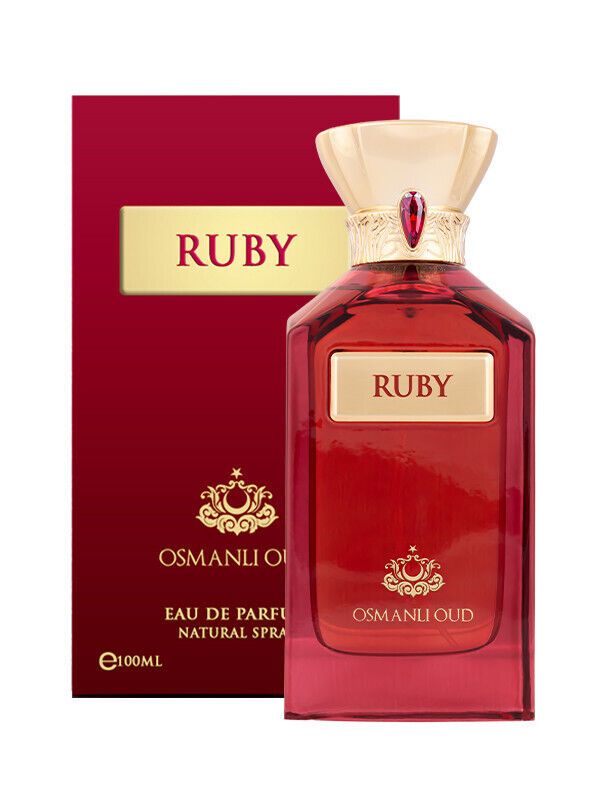 RUBY
OSMANLI OU
EAU DE PARFU
NATURAL SPRA
℮100ML
RUBY
OSMANLI OUD